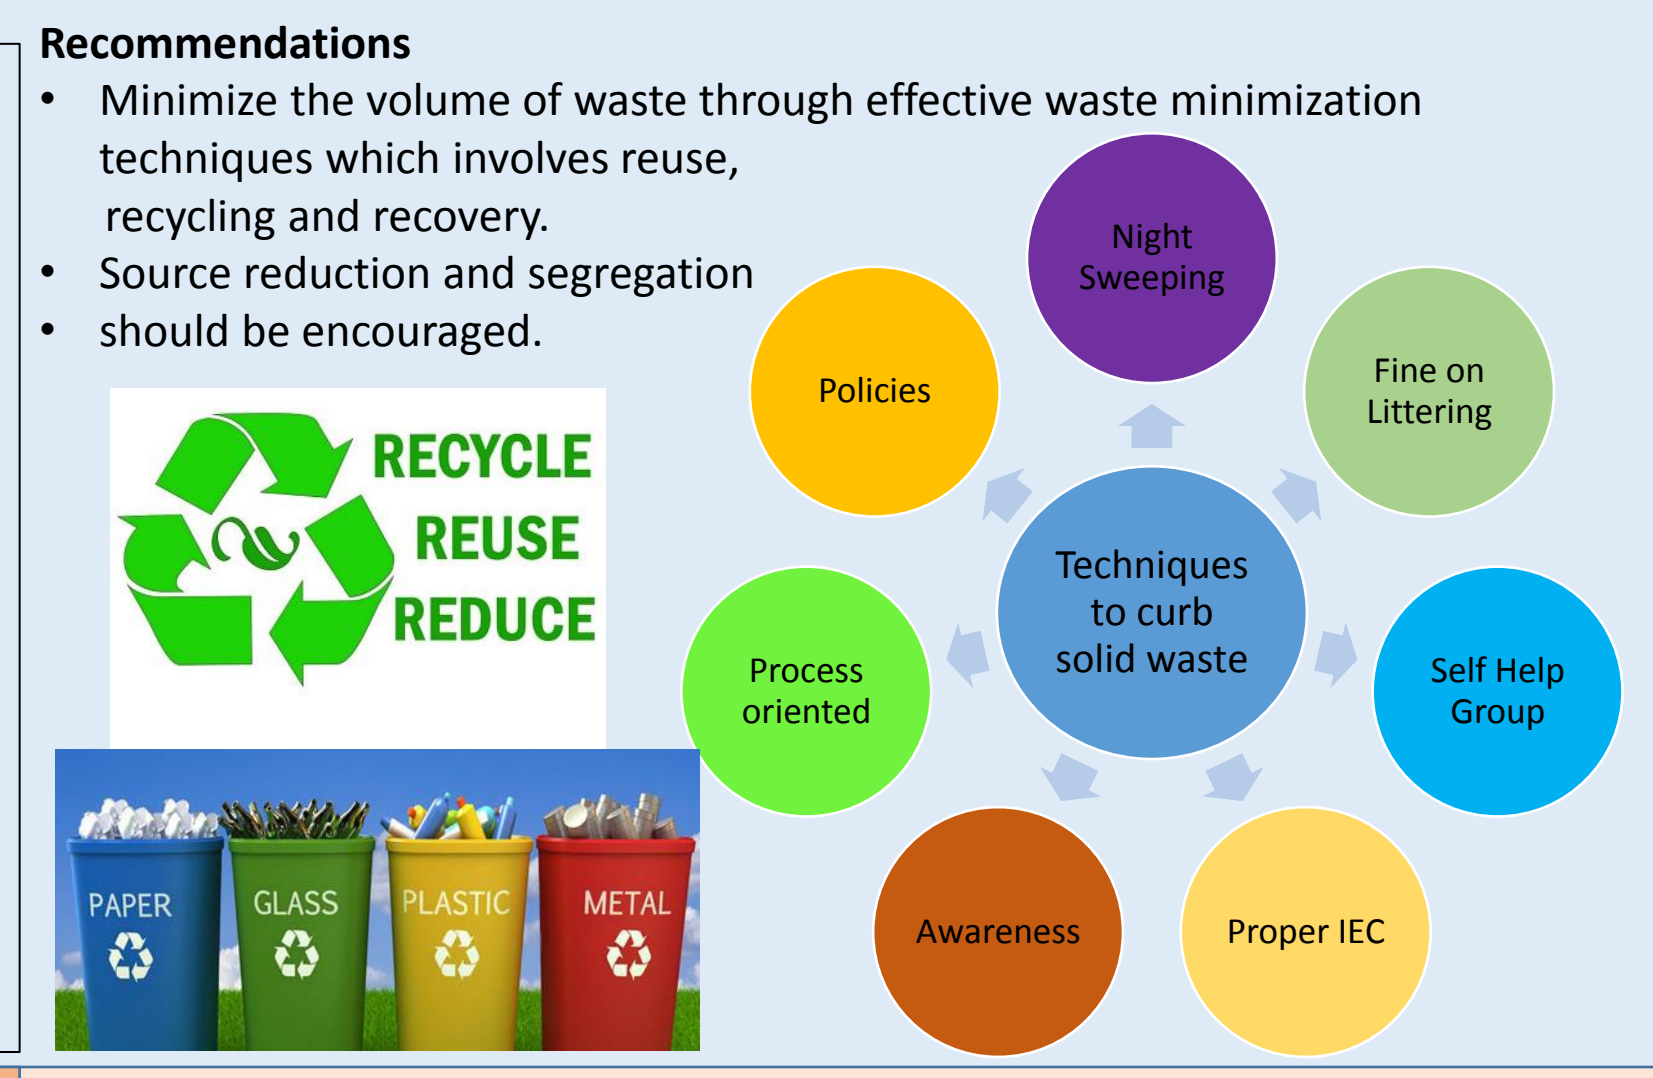 Recommendations
• Minimize the volume of waste through effective waste minimization
techniques which involves reuse,
recycling and recovery.
• Source reduction and segregation
• should be encouraged.
RECYCLE
REUSE
REDUCE
PAPER
GLASS
PLASTIC
METAL
Techniques
to curb
solid waste
Night
Sweeping
Fine on
Littering
Self Help
Group
Proper IEC
Awareness
Process
oriented
Policies